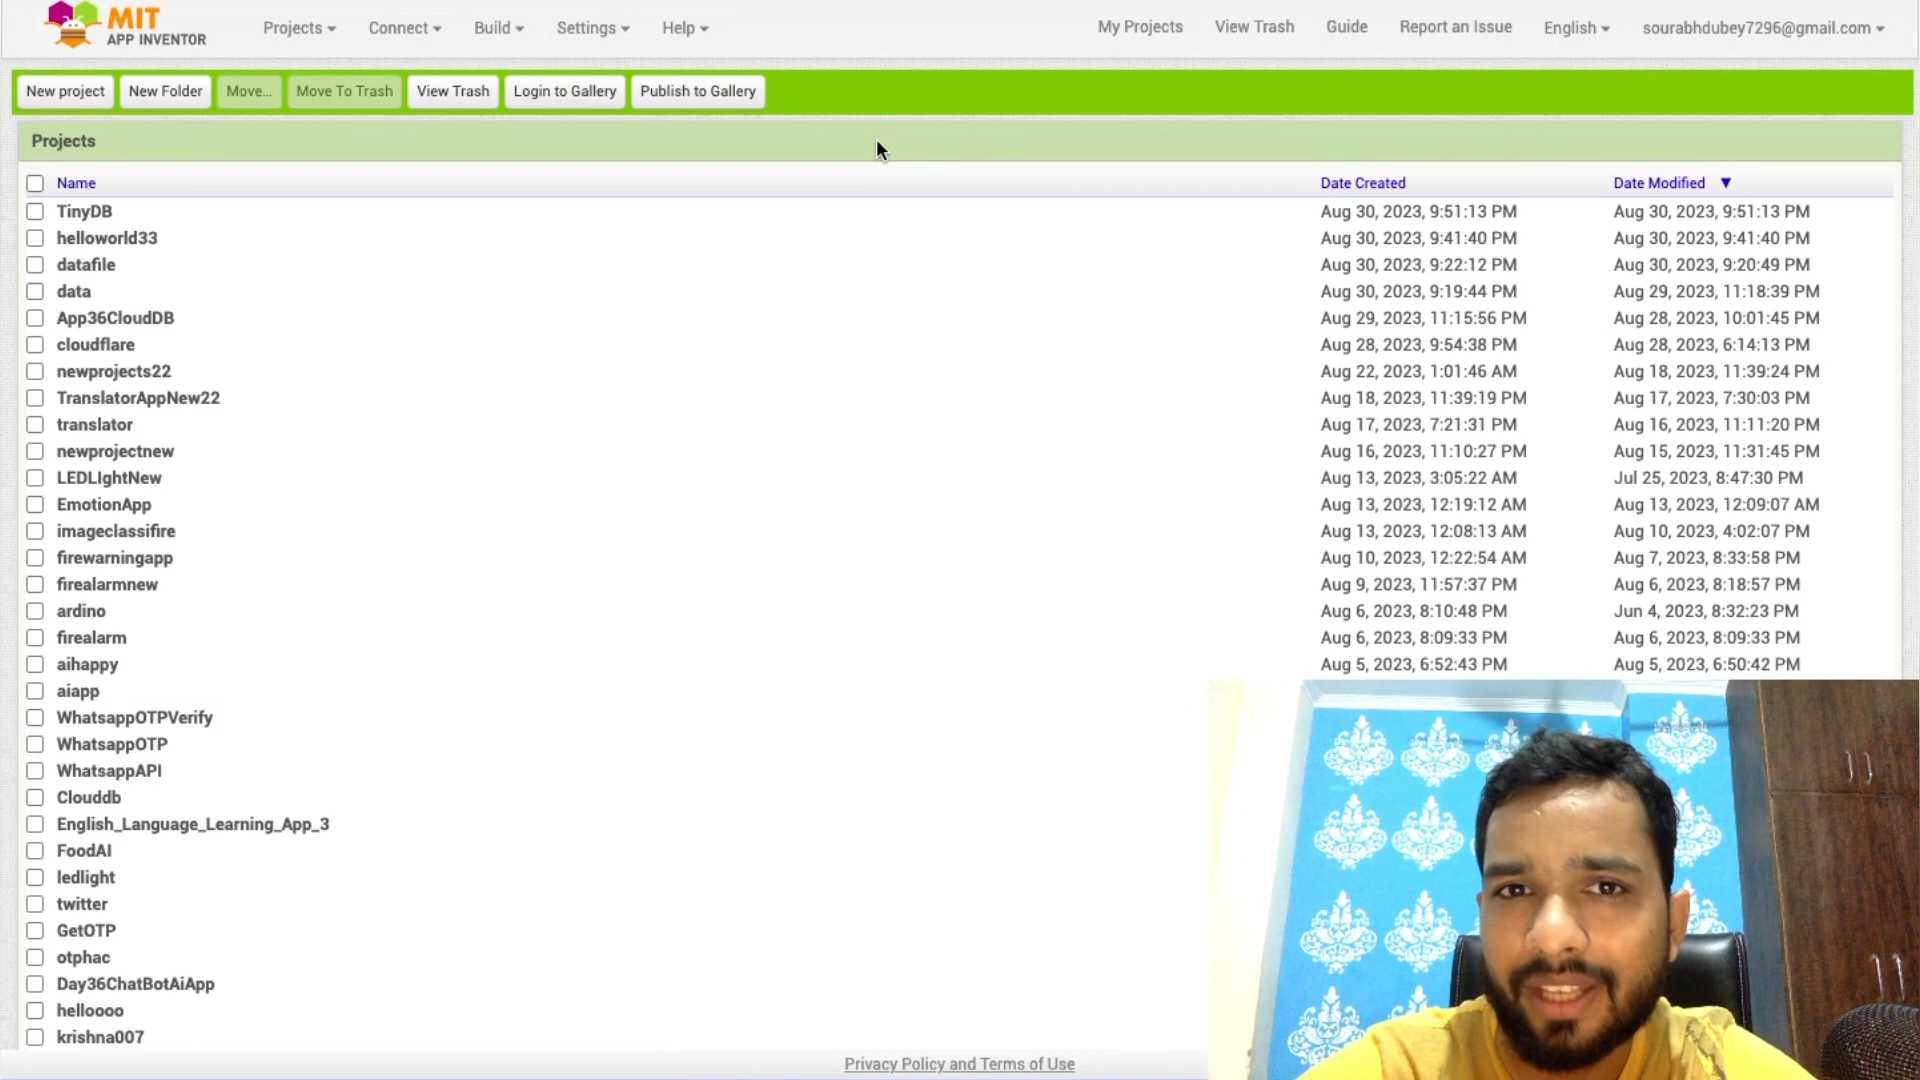 MIT
APP INVENTOR
Projects Connect Build Settings Help My Projects View Trash Guide Report an Issue English sourabhdubey7296@gmail.com
New project New Folder Move... Move To Trash View Trash Login to Gallery Publish to Gallery
Projects
Name Date Created Date Modified ▼
TinyDB Aug 30, 2023, 9:51:13 PM Aug 30, 2023, 9:51:13 PM
helloworld33 Aug 30, 2023, 9:41:40 PM Aug 30, 2023, 9:41:40 PM
datafile Aug 30, 2023, 9:22:12 PM Aug 30, 2023, 9:20:49 PM
data Aug 30, 2023, 9:19:44 PM Aug 29, 2023, 11:18:39 PM
App36CloudDB Aug 29, 2023, 11:15:56 PM Aug 28, 2023, 10:01:45 PM
cloudflare Aug 28, 2023, 9:54:38 PM Aug 28, 2023, 6:14:13 PM
newprojects22 Aug 22, 2023, 1:01:46 AM Aug 18, 2023, 11:39:24 PM
TranslatorAppNew22 Aug 18, 2023, 11:39:19 PM Aug 17, 2023, 7:30:03 PM
translator Aug 17, 2023, 7:21:31 PM Aug 16, 2023, 11:11:20 PM
newprojectnew Aug 16, 2023, 11:10:27 PM Aug 15, 2023, 11:31:45 PM
LEDLIghtNew Aug 13, 2023, 3:05:22 AM Jul 25, 2023, 8:47:30 PM
EmotionApp Aug 13, 2023, 12:19:12 AM Aug 13, 2023, 12:09:07 AM
imageclassifire Aug 13, 2023, 12:08:13 AM Aug 10, 2023, 4:02:07 PM
firewarningapp Aug 10, 2023, 12:22:54 AM Aug 7, 2023, 8:33:58 PM
firealarmnew Aug 9, 2023, 11:57:37 PM Aug 6, 2023, 8:18:57 PM
ardino Aug 6, 2023, 8:10:48 PM Jun 4, 2023, 8:32:23 PM
firealarm Aug 6, 2023, 8:09:33 PM Aug 6, 2023, 8:09:33 PM
aihappy Aug 5, 2023, 6:52:43 PM Aug 5, 2023, 6:50:42 PM
aiapp
WhatsappOTPVerify
WhatsappOTP
WhatsappAPI
Clouddb
English_Language_Learning_App_3
FoodAI
ledlight
twitter
GetOTP
otphac
Day36ChatBotAiApp
helloooo
krishna007
Privacy Policy and Terms of Use